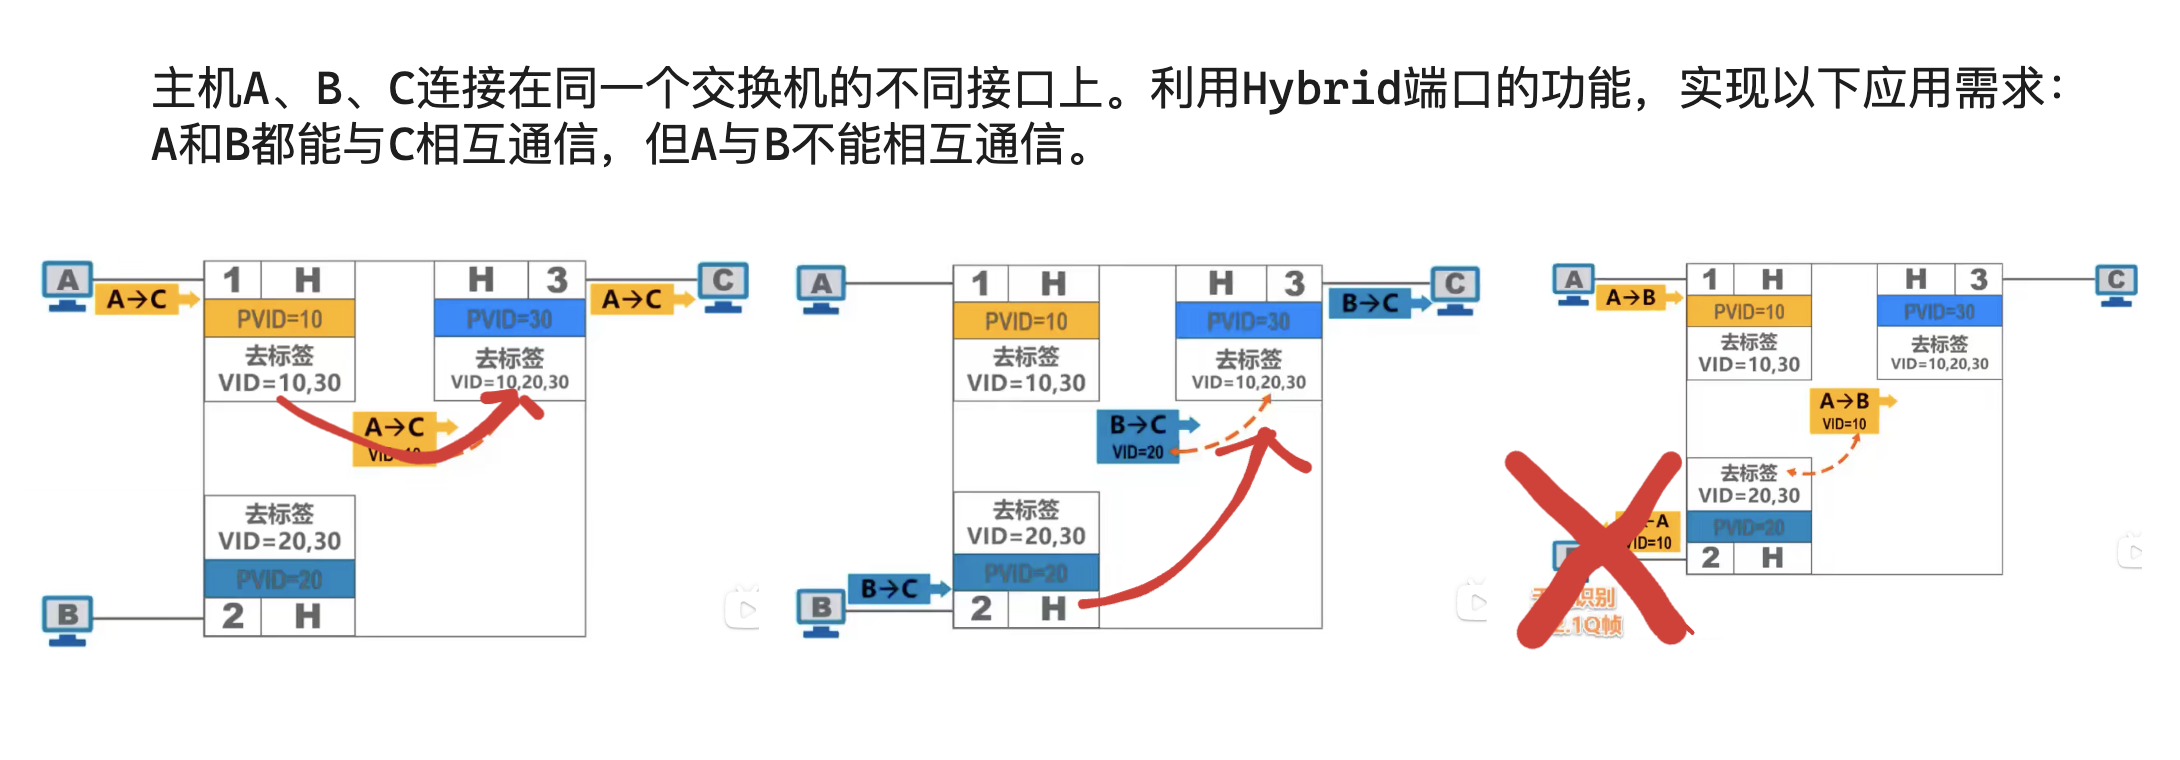 主机A、B、C连接在同一个交换机的不同接口上。利用Hybrid端口的功能，实现以下应用需求：
A和B都能与C相互通信，但A与B不能相互通信。
A
A→C
1 H
PVID=10
去标签
VID=10,30
H 3
PVID=30
去标签
VID=10,20,30
A→C
C
A→C
去标签
VID=20,30
PVID=20
2 H
B
A
1 H
PVID=10
去标签
VID=10,30
H 3
PVID=30
去标签
VID=10,20,30
B→C
C
B→C
VID=20
去标签
VID=20,30
PVID=20
2 H
B→C
B
A
A→B
1 H
PVID=10
去标签
VID=10,30
H 3
PVID=30
去标签
VID=10,20,30
C
A→B
VID=10
去标签
VID=20,30
PVID=20
2 H
A
VID=10
识别
.1Q帧